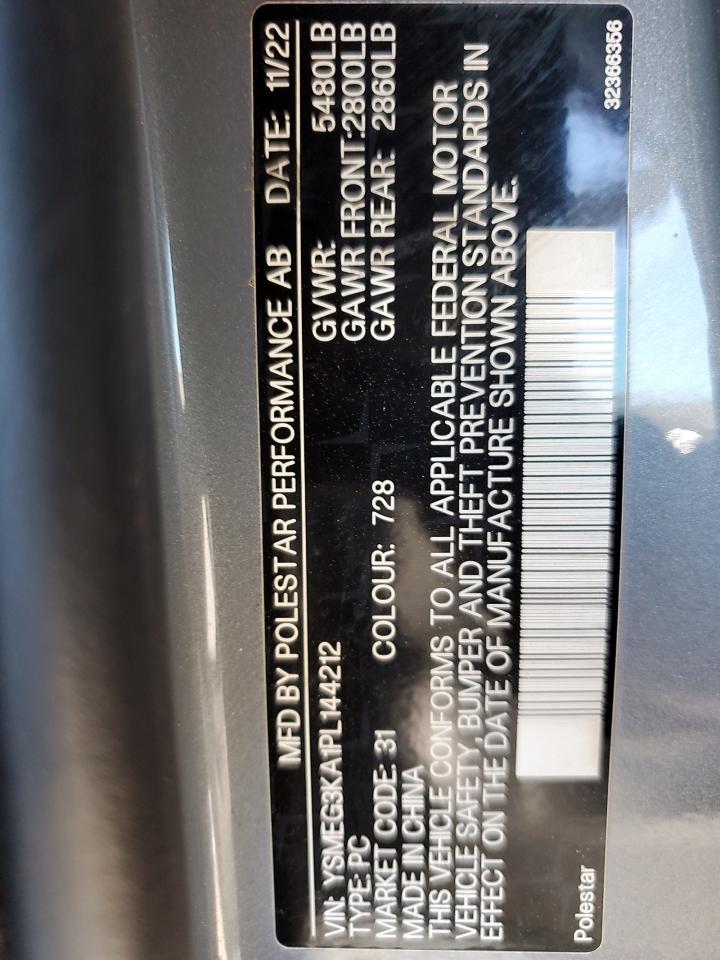 MFD BY POLESTAR PERFORMANCE AB DATE: 11/22
VIN: YSMEG3KA1PL144212 GVWR: 5480LB
TYPE: PC GAWR FRONT: 2800LB
MARKET CODE: 31 COLOUR: 728 GAWR REAR: 2860LB
MADE IN CHINA
THIS VEHICLE CONFORMS TO ALL APPLICABLE FEDERAL MOTOR
VEHICLE SAFETY, BUMPER AND THEFT PREVENTION STANDARDS IN
EFFECT ON THE DATE OF MANUFACTURE SHOWN ABOVE.
Polestar 32366356